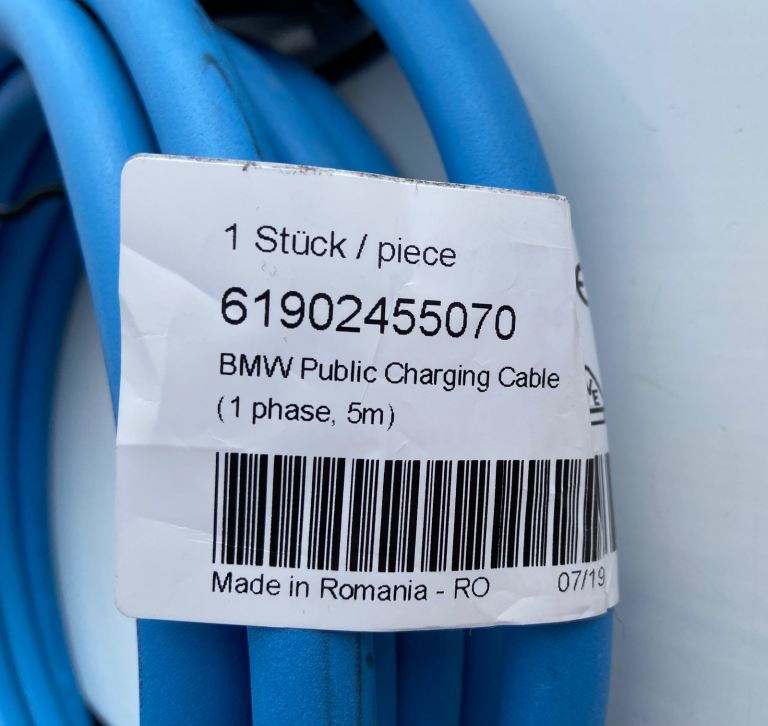 1 Stück / piece
61902455070
BMW Public Charging Cable
(1 phase, 5m)
Made in Romania - RO 07/19